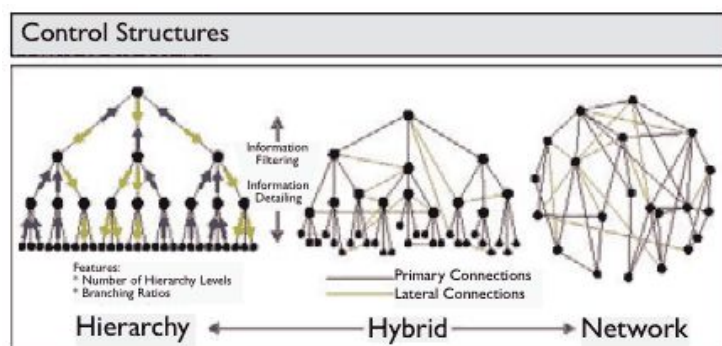 Control Structures
Information
Filtering
Information
Detailing
Features:
* Number of Hierarchy Levels
* Branching Ratios
Primary Connections
Lateral Connections
Hierarchy
Hybrid
Network